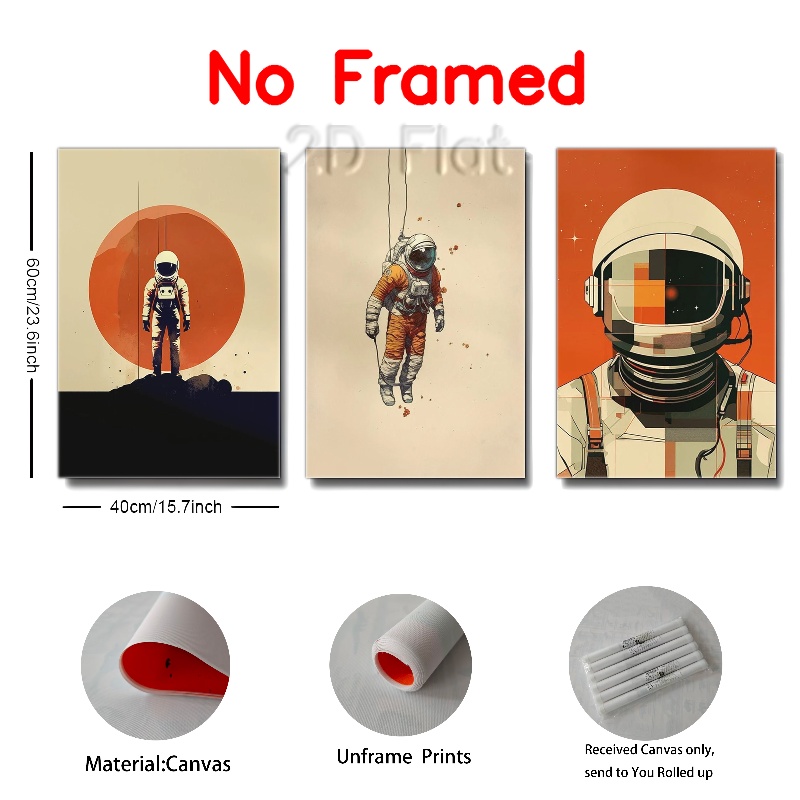 No Framed
2D Flat
60cm/23.6inch
40cm/15.7inch
Material:Canvas
Unframe Prints
Received Canvas only,
send to You Rolled up